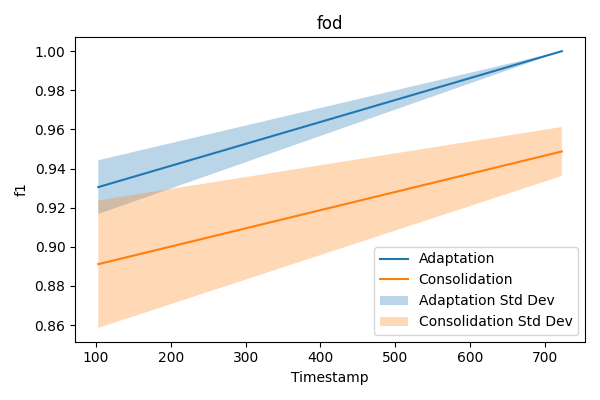 fod
1.00
0.98
0.96
0.94
0.92
0.90
0.88
0.86
f1
Adaptation
Consolidation
Adaptation Std Dev
Consolidation Std Dev
100 200 300 400 500 600 700
Timestamp